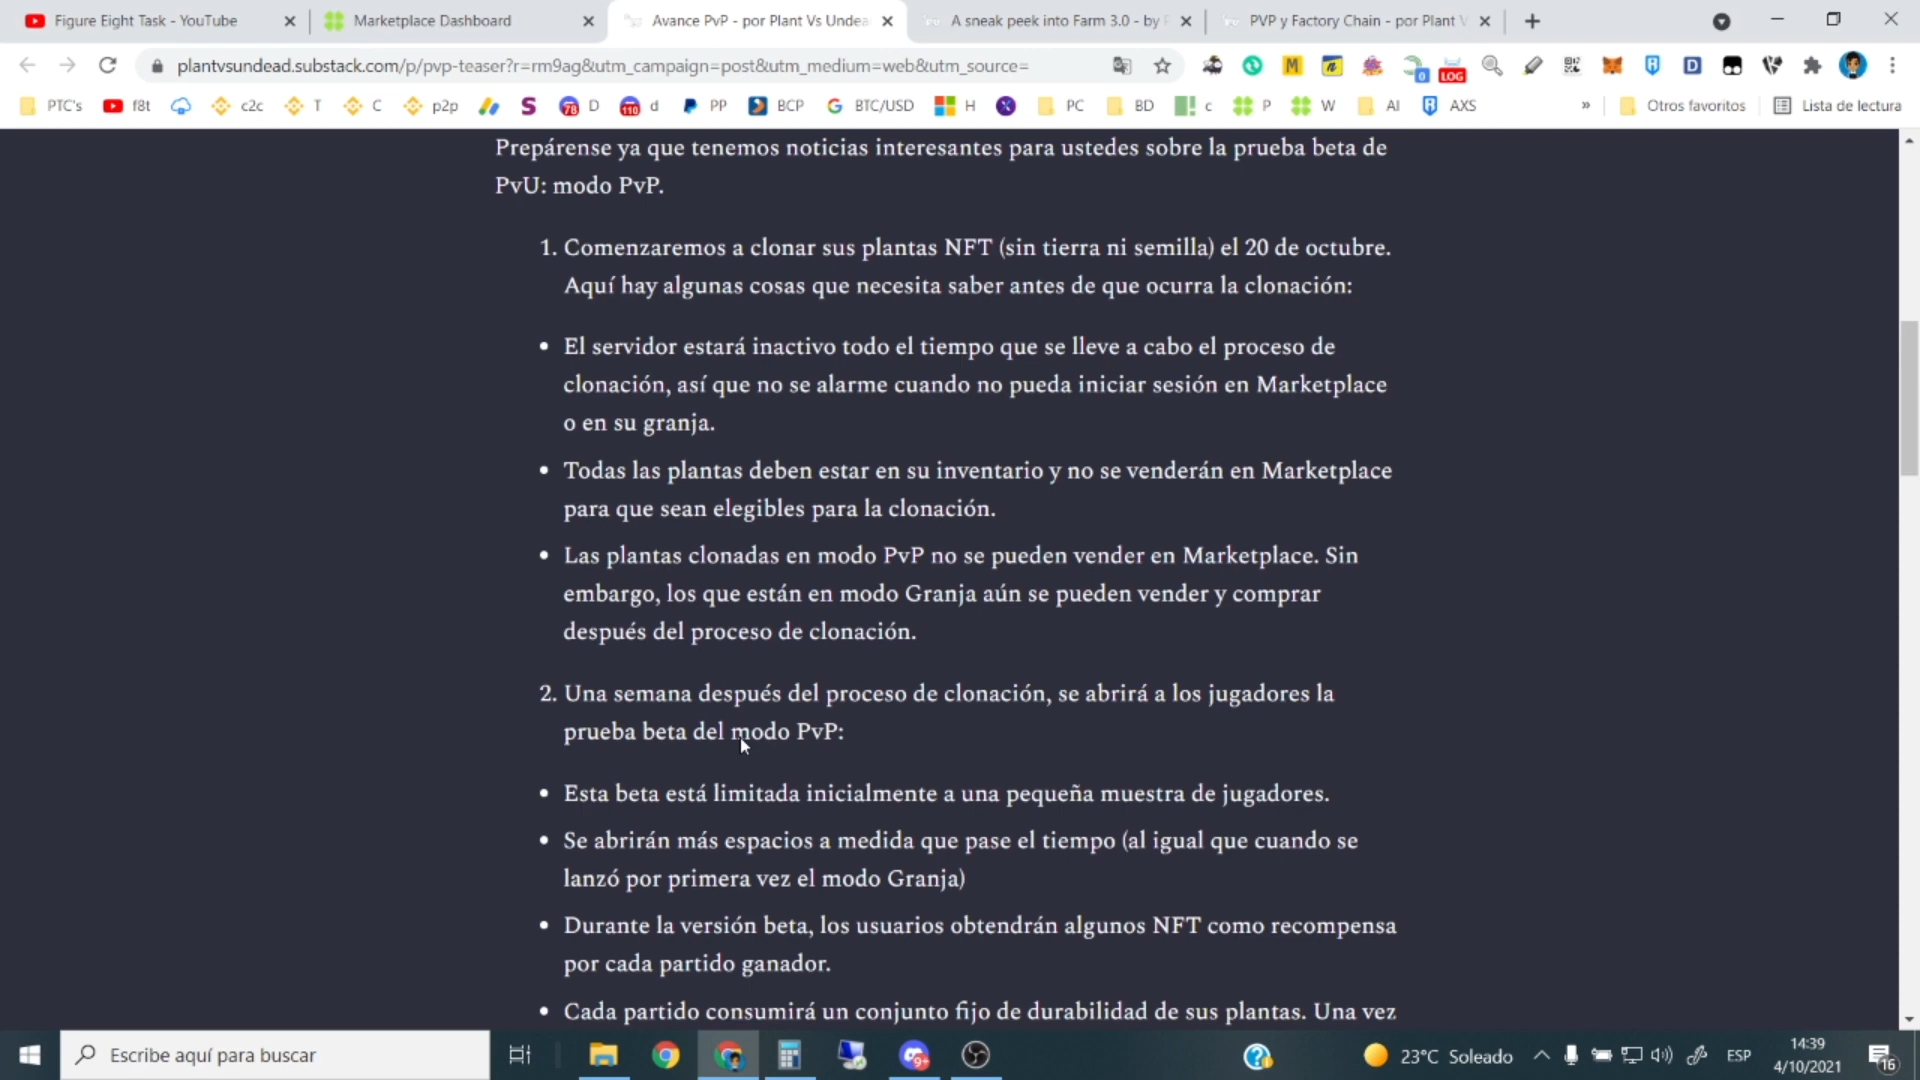 Figure Eight Task - YouTube
Marketplace Dashboard
Avance PvP - por Plant Vs Undea
A sneak peek into Farm 3.0 - by P
PVP y Factory Chain - por Plant V
plantvsundead.substack.com/p/pvp-teaser?r=rm9ag&utm_campaign=post&utm_medium=web&utm_source=
0
LOG
PTC's
f8t
c2c
T
C
p2p
78
D
110
d
PP
BCP
BTC/USD
H
PC
BD
c
P
W
AI
AXS
»
Otros favoritos
Lista de lectura
Prepárense ya que tenemos noticias interesantes para ustedes sobre la prueba beta de
PvU: modo PvP.
1. Comenzaremos a clonar sus plantas NFT (sin tierra ni semilla) el 20 de octubre.
Aquí hay algunas cosas que necesita saber antes de que ocurra la clonación:
• El servidor estará inactivo todo el tiempo que se lleve a cabo el proceso de
clonación, así que no se alarme cuando no pueda iniciar sesión en Marketplace
o en su granja.
• Todas las plantas deben estar en su inventario y no se venderán en Marketplace
para que sean elegibles para la clonación.
• Las plantas clonadas en modo PvP no se pueden vender en Marketplace. Sin
embargo, los que están en modo Granja aún se pueden vender y comprar
después del proceso de clonación.
2. Una semana después del proceso de clonación, se abrirá a los jugadores la
prueba beta del modo PvP:
• Esta beta está limitada inicialmente a una pequeña muestra de jugadores.
• Se abrirán más espacios a medida que pase el tiempo (al igual que cuando se
lanzó por primera vez el modo Granja)
• Durante la versión beta, los usuarios obtendrán algunos NFT como recompensa
por cada partido ganador.
• Cada partido consumirá un conjunto fijo de durabilidad de sus plantas. Una vez
Escribe aquí para buscar
23°C Soleado
ESP
14:39
4/10/2021
16